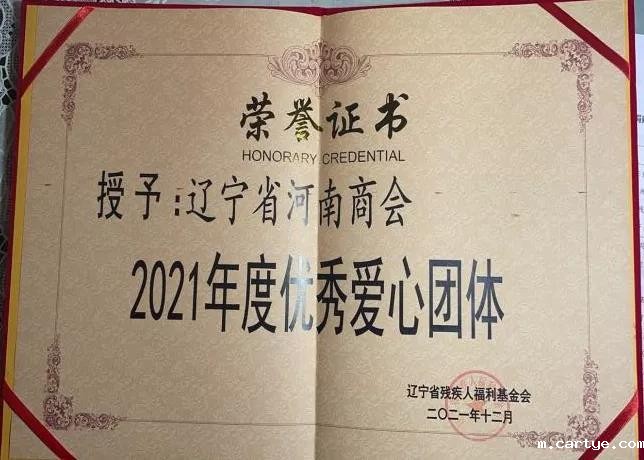 荣誉证书
HONORARY CREDENTIAL
授予:辽宁省河南商会
2021年度优秀爱心团体
辽宁省残疾人福利基金会
二〇二一年十二月
m.cartye.com